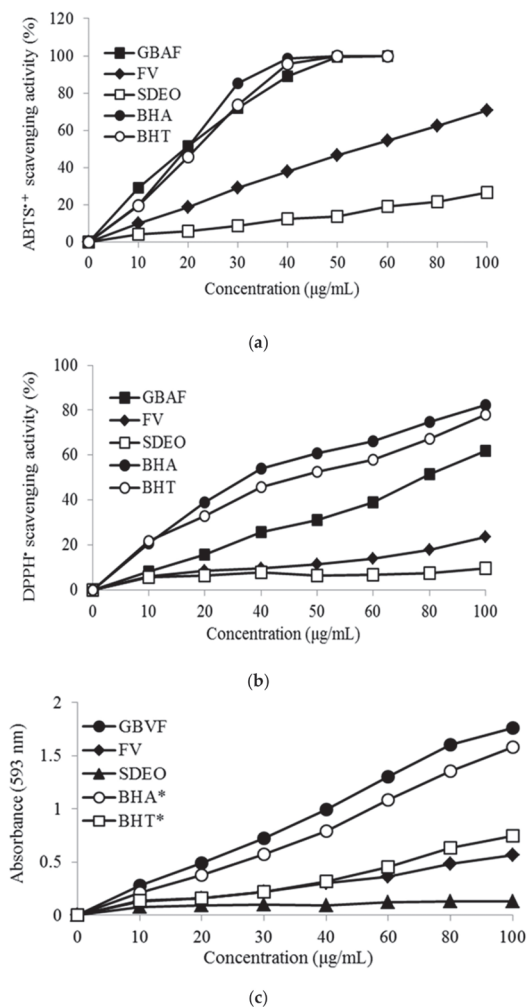 120
100
80
60
40
20
0
ABTS•+ scavenging activity (%)
GBAF
FV
SDEO
BHA
BHT
0 10 20 30 40 50 60 80 100
Concentration (µg/mL)
(a)
100
80
60
40
20
0
DPPH• scavenging activity (%)
GBAF
FV
SDEO
BHA
BHT
0 10 20 40 50 60 80 100
Concentration (µg/mL)
(b)
2
1.5
1
0.5
0
Absorbance (593 nm)
GBVF
FV
SDEO
BHA*
BHT*
0 10 20 30 40 60 80 100
Concentration (µg/mL)
(c)